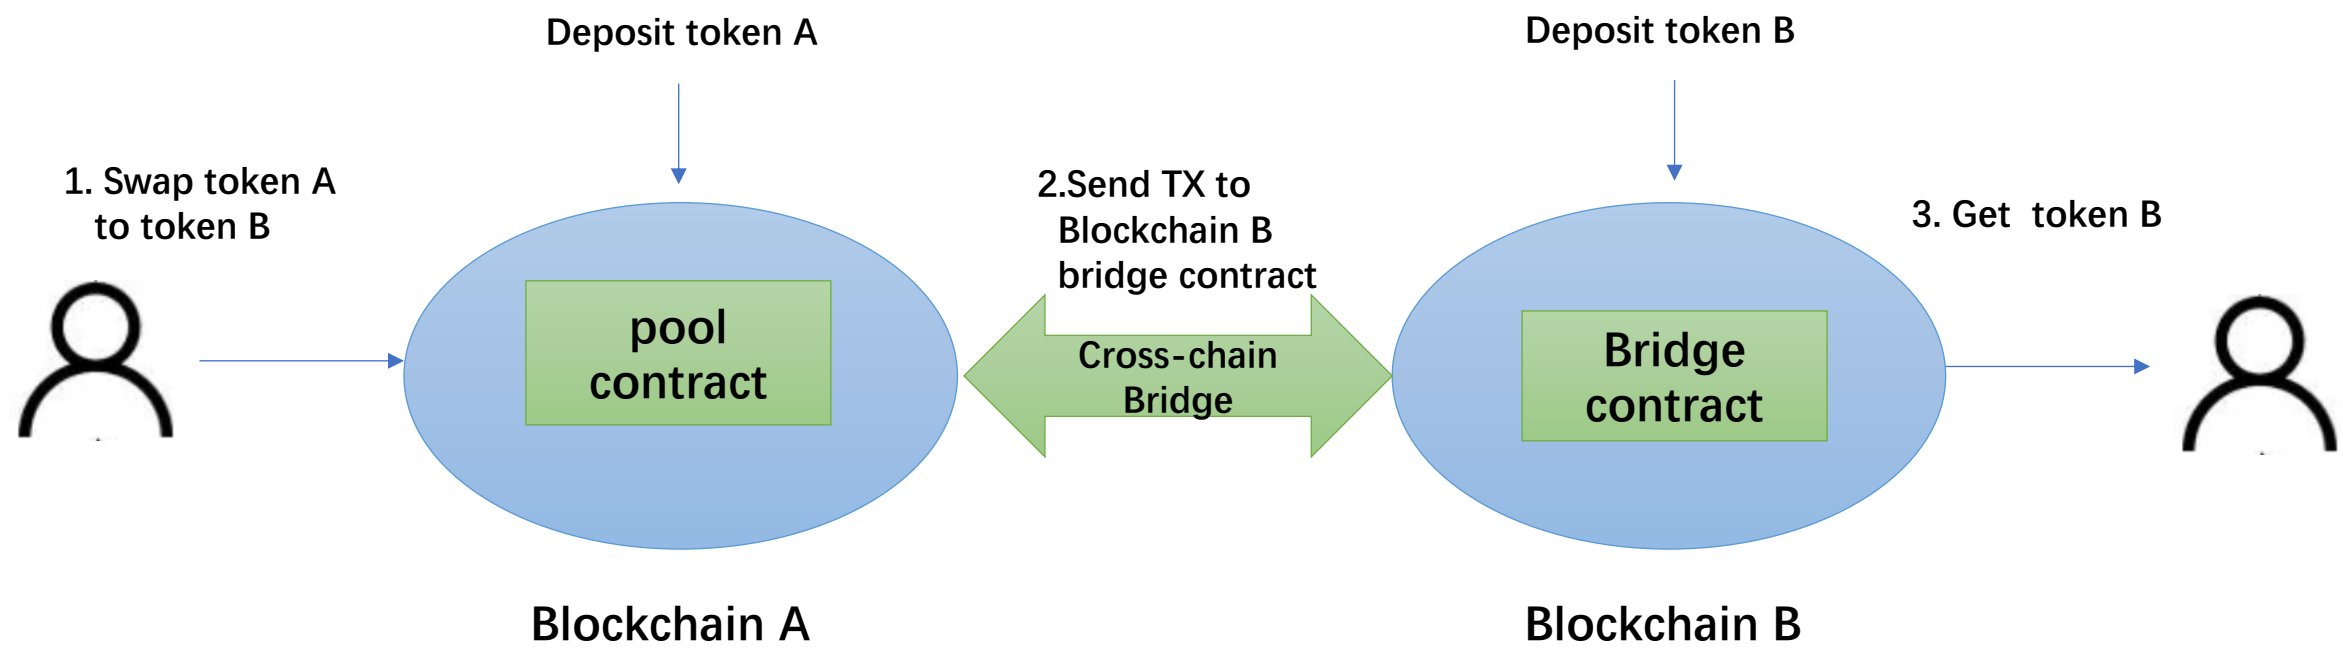 Deposit token A
Deposit token B
1. Swap token A
to token B
2.Send TX to
Blockchain B
bridge contract
3. Get  token B
pool
contract
Cross-chain
Bridge
Bridge
contract
Blockchain A
Blockchain B